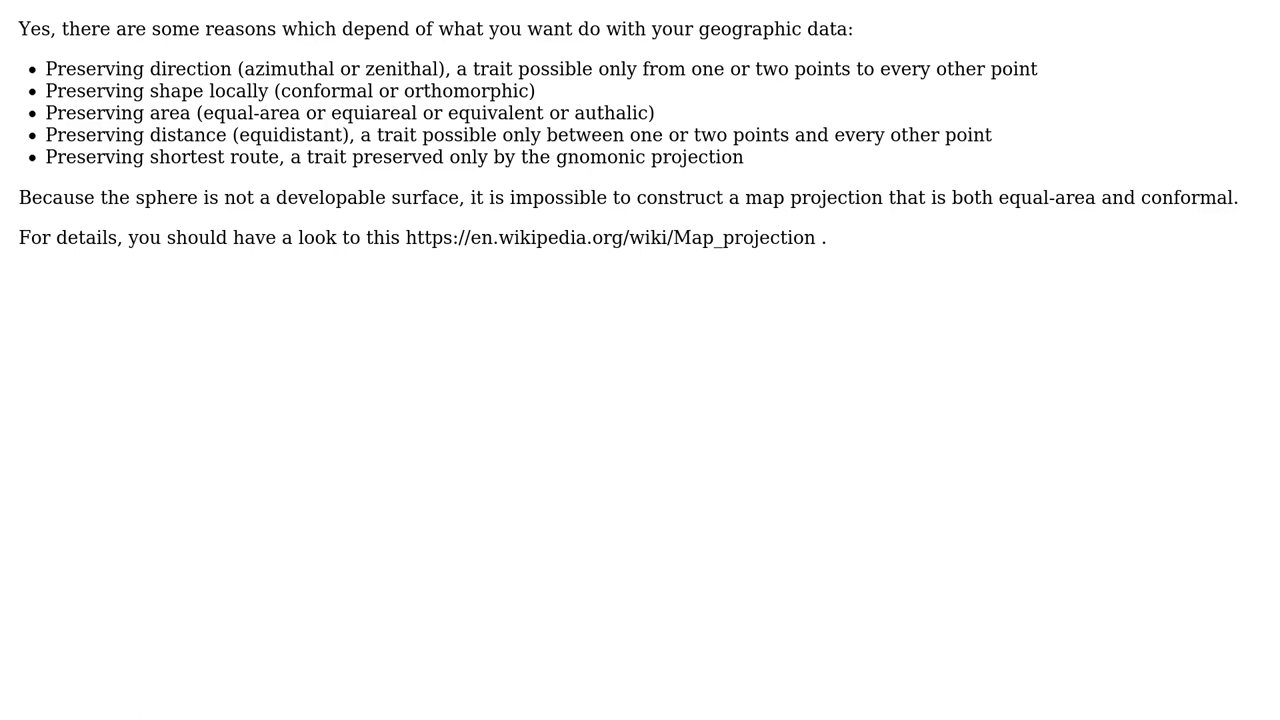 Yes, there are some reasons which depend of what you want do with your geographic data:
• Preserving direction (azimuthal or zenithal), a trait possible only from one or two points to every other point
• Preserving shape locally (conformal or orthomorphic)
• Preserving area (equal-area or equiareal or equivalent or authalic)
• Preserving distance (equidistant), a trait possible only between one or two points and every other point
• Preserving shortest route, a trait preserved only by the gnomonic projection
Because the sphere is not a developable surface, it is impossible to construct a map projection that is both equal-area and conformal.
For details, you should have a look to this https://en.wikipedia.org/wiki/Map_projection .